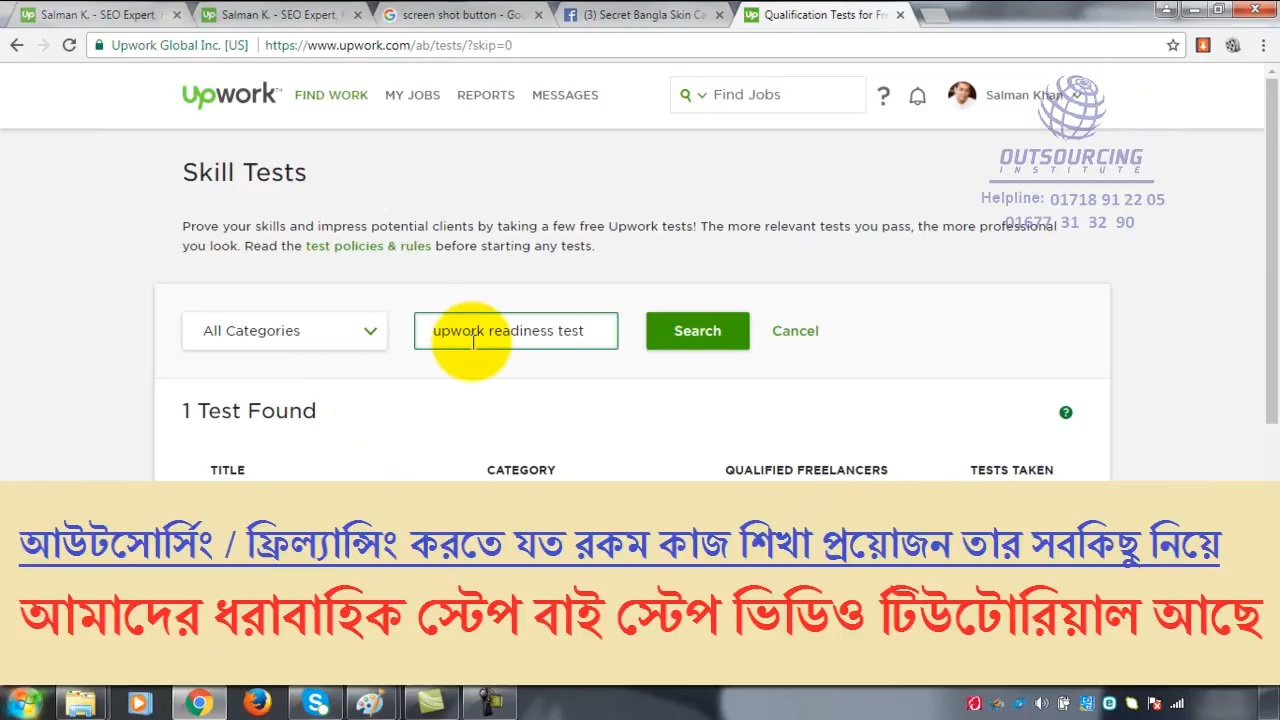 Salman K. - SEO Expert,
Salman K. - SEO Expert,
screen shot button - Goo
(3) Secret Bangla Skin Ca
Qualification Tests for Fr
Upwork Global Inc. [US]
https://www.upwork.com/ab/tests/?skip=0
Upwork
FIND WORK
MY JOBS
REPORTS
MESSAGES
Find Jobs
Salman Khan
OUTSOURCING
INSTITUTE
Helpline: 01718 91 22 05
01677 31 32 90
Skill Tests
Prove your skills and impress potential clients by taking a few free Upwork tests! The more relevant tests you pass, the more professional
you look. Read the test policies & rules before starting any tests.
All Categories
upwork readiness test
Search
Cancel
1 Test Found
TITLE
CATEGORY
QUALIFIED FREELANCERS
TESTS TAKEN
আউটসোর্সিং / ফ্রিল্যান্সিং করতে যত রকম কাজ শিখা প্রয়োজন তার সবকিছু নিয়ে
আমাদের ধরাবাহিক স্টেপ বাই স্টেপ ভিডিও টিউটোরিয়াল আছে